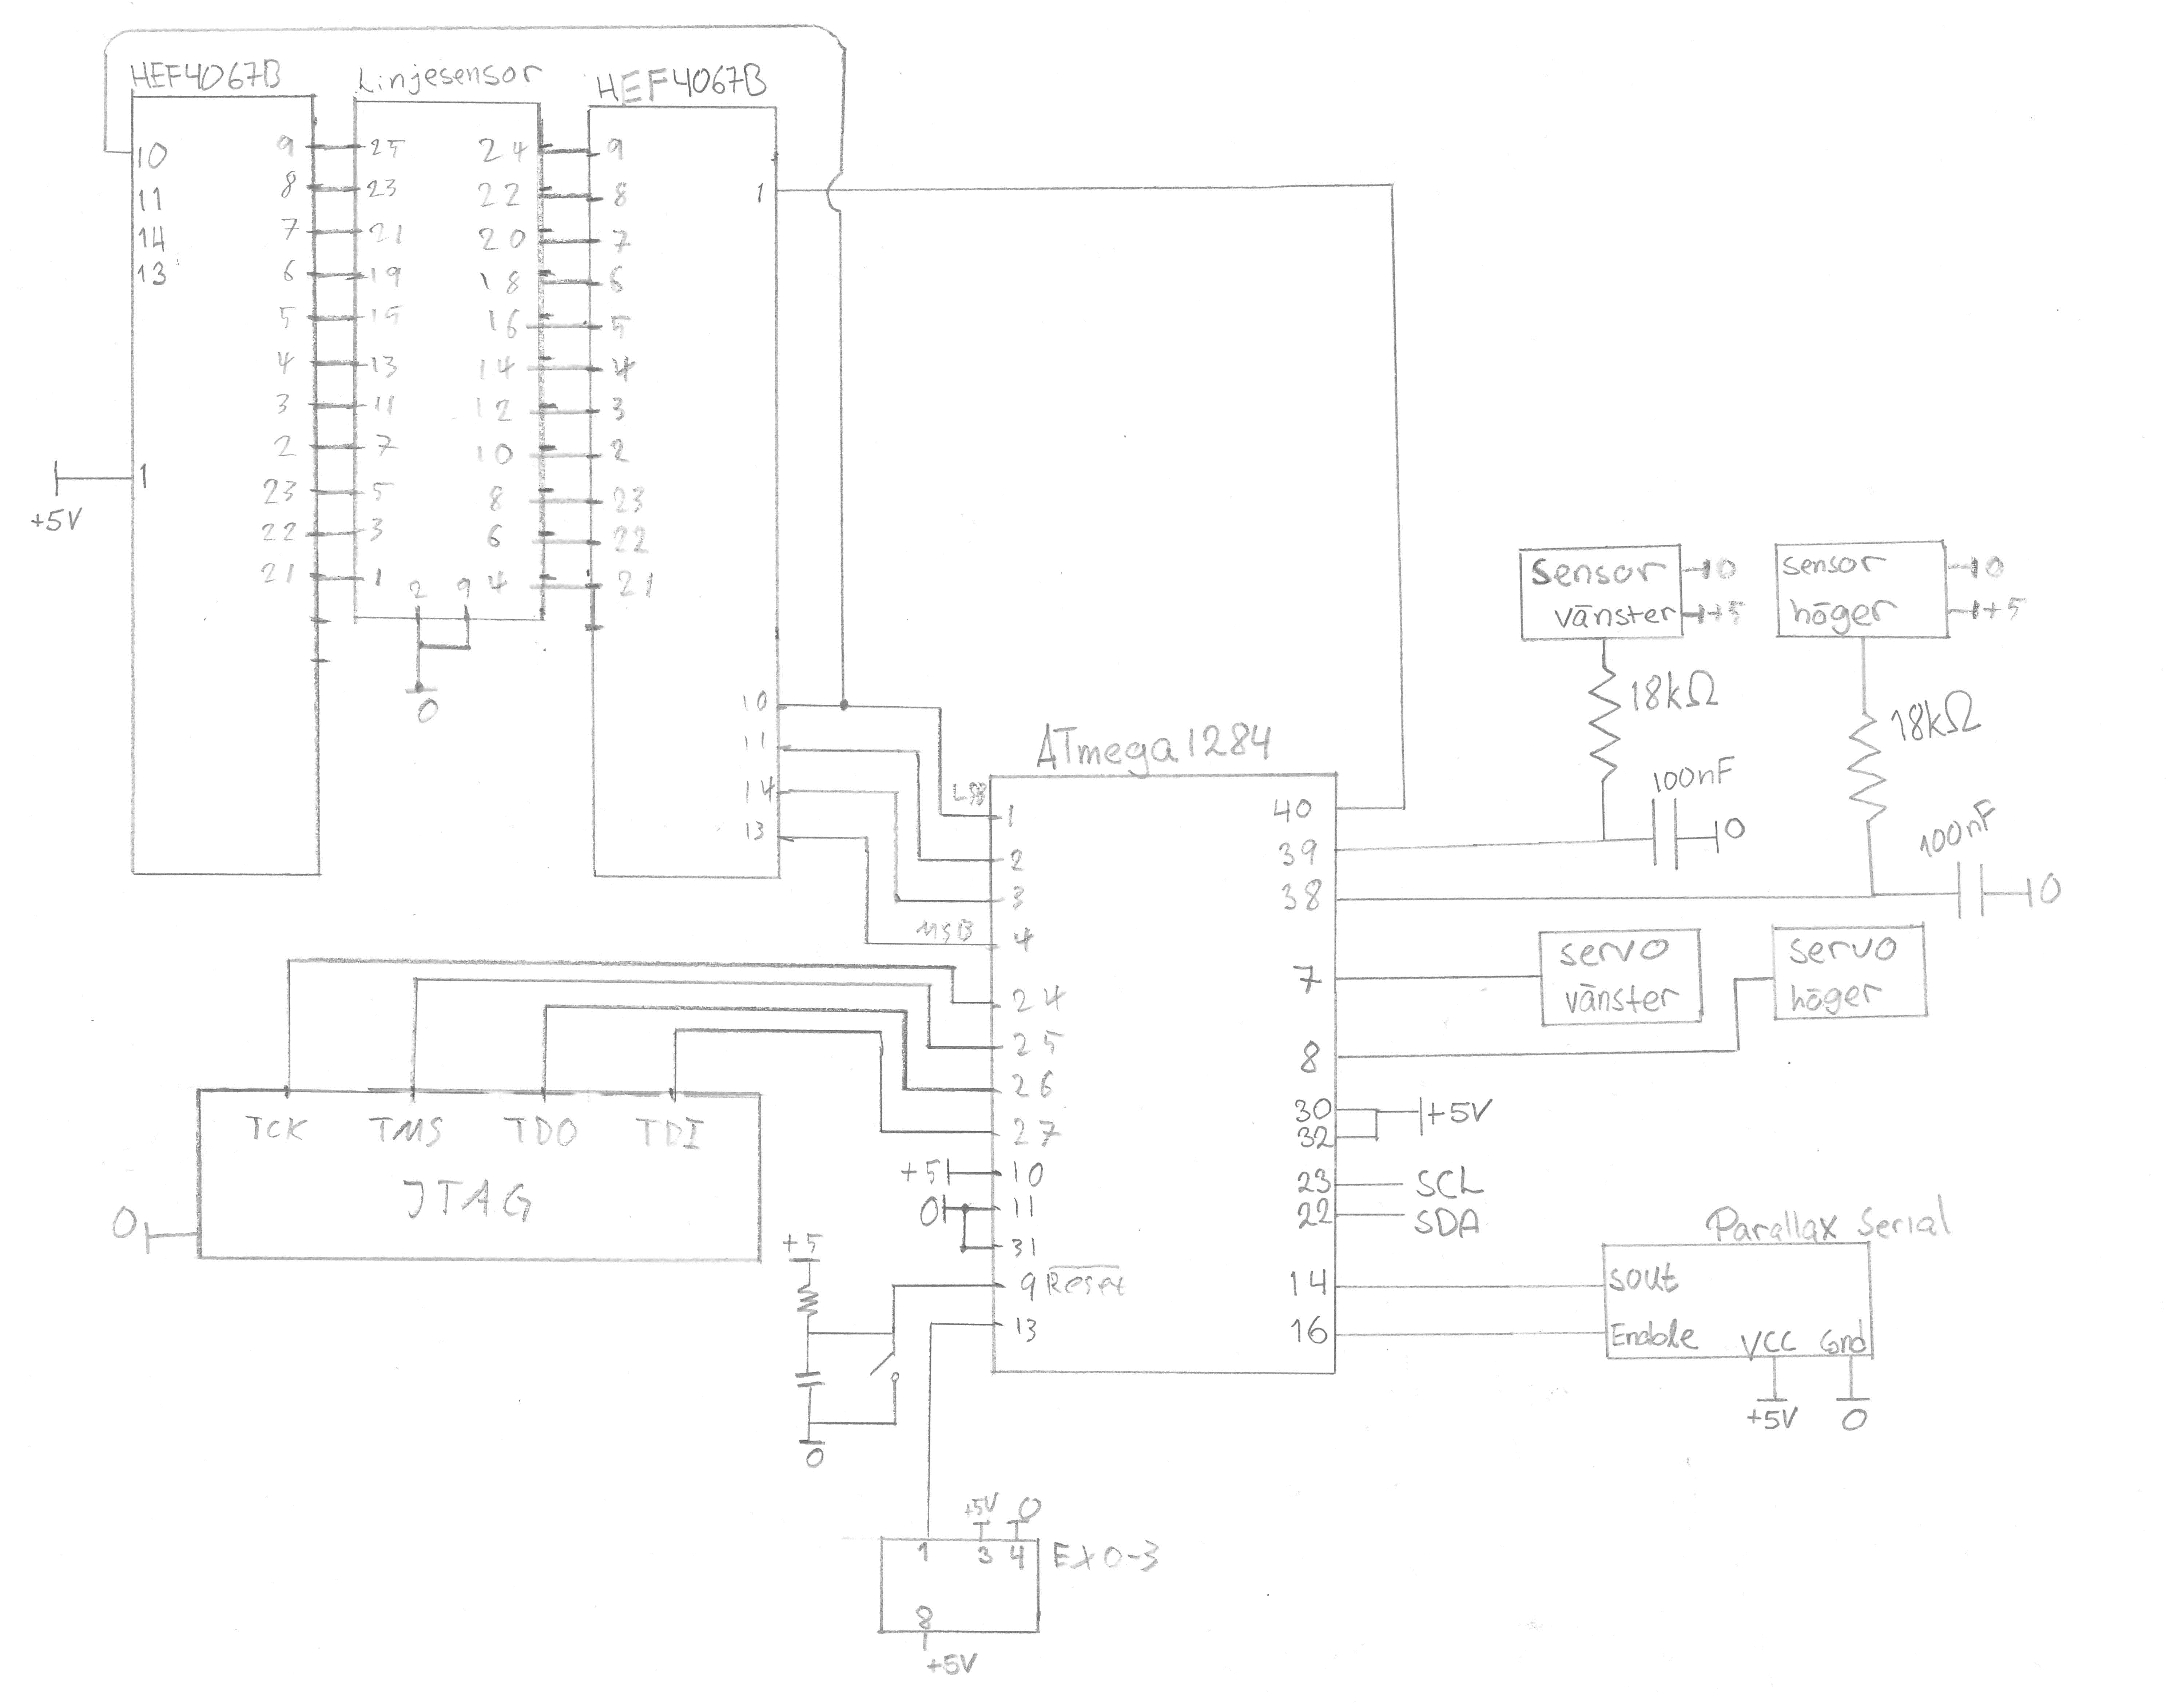 HEF4067B
Linjesensor
HEF4067B
10
11
14
13
1
+5V
9
8
7
6
5
4
3
2
23
22
21
25
23
21
19
15
13
11
7
5
3
1
24
22
20
18
16
14
12
10
8
6
4
2 9
0
9
8
7
6
5
4
3
2
23
22
21
1
10
11
14
13
ATmega1284
LSB
1
2
3
MSB
4
24
25
26
27
+5 10
0 11
31
9 Reset
13
40
39
38
7
8
30
32
+5V
23 SCL
22 SDA
14
16
sensor
vänster
0
+5
sensor
höger
0
+5
18kΩ
18kΩ
100nF
0
100nF
0
servo
vänster
servo
höger
TCK TMS TDO TDI
JTAG
0
+5
0
Parallax Serial
Sout
Enable VCC Gnd
+5V 0
+5V 0
1 3 4 EXO-3
8
+5V